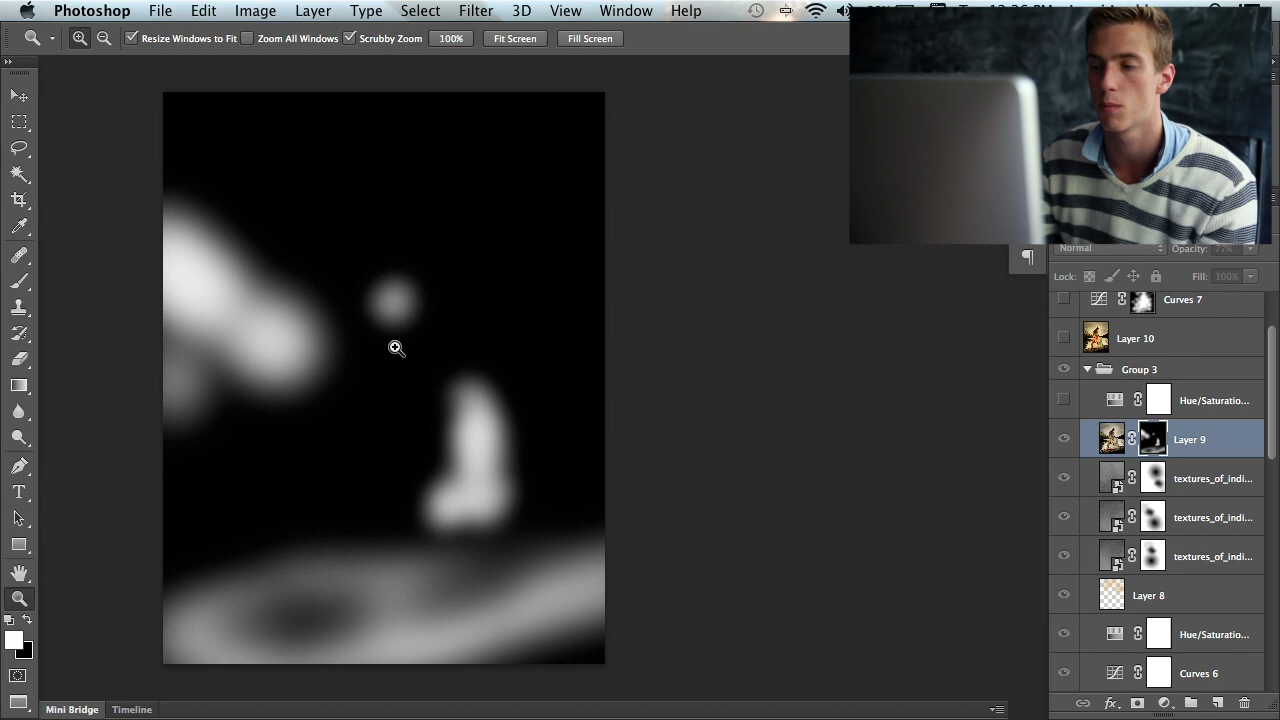 Photoshop File Edit Image Layer Type Select Filter 3D View Window Help
Resize Windows to Fit Zoom All Windows Scrubby Zoom 100% Fit Screen Fill Screen
Normal Opacity: 77%
Lock: Fill: 100%
Curves 7
Layer 10
Group 3
Hue/Saturatio...
Layer 9
textures_of_indi...
textures_of_indi...
textures_of_indi...
Layer 8
Hue/Saturatio...
Curves 6
Mini Bridge Timeline